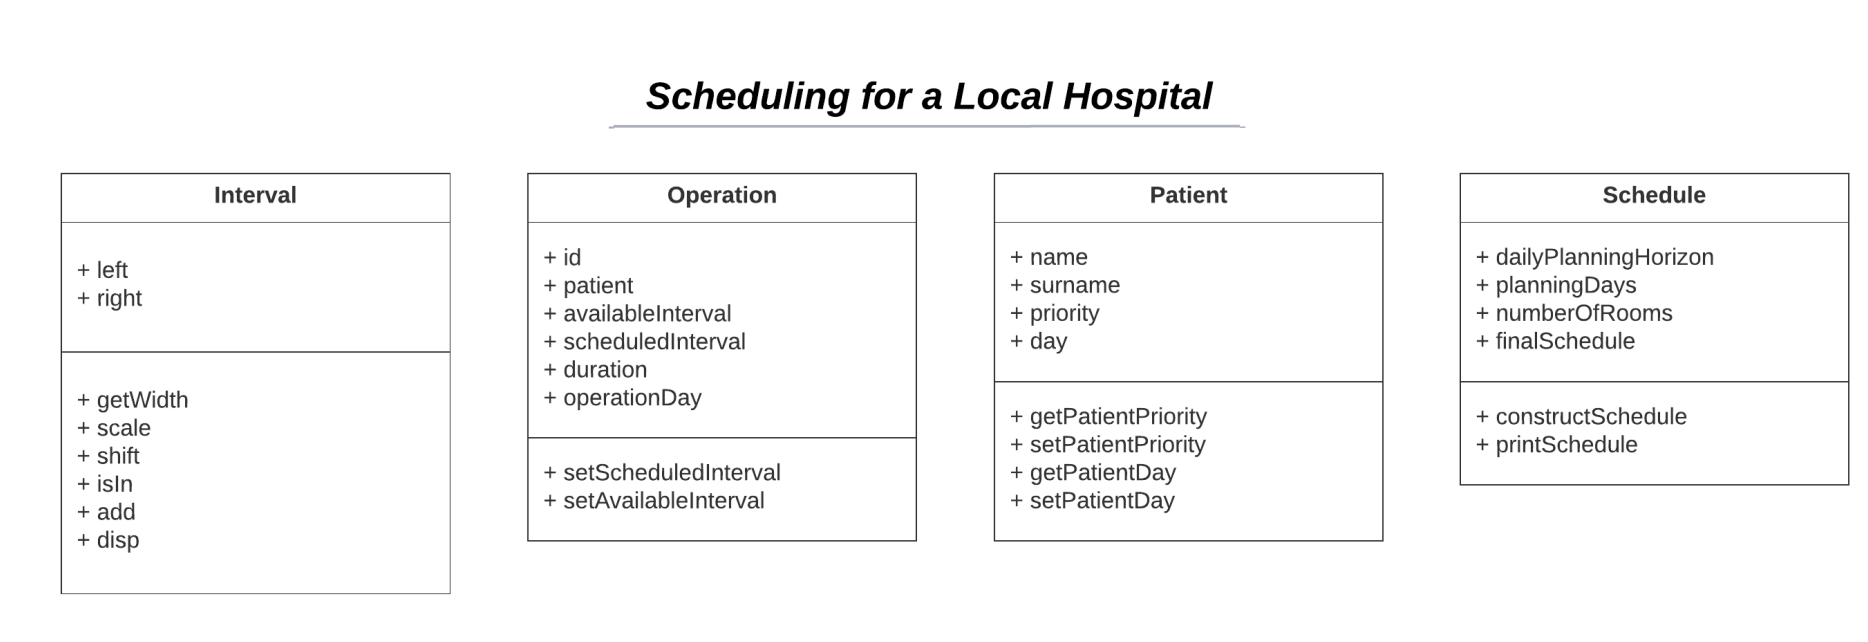 Scheduling for a Local Hospital
Interval
+ left
+ right
+ getWidth
+ scale
+ shift
+ isIn
+ add
+ disp
Operation
+ id
+ patient
+ availableInterval
+ scheduledInterval
+ duration
+ operationDay
+ setScheduledInterval
+ setAvailableInterval
Patient
+ name
+ surname
+ priority
+ day
+ getPatientPriority
+ setPatientPriority
+ getPatientDay
+ setPatientDay
Schedule
+ dailyPlanningHorizon
+ planningDays
+ numberOfRooms
+ finalSchedule
+ constructSchedule
+ printSchedule